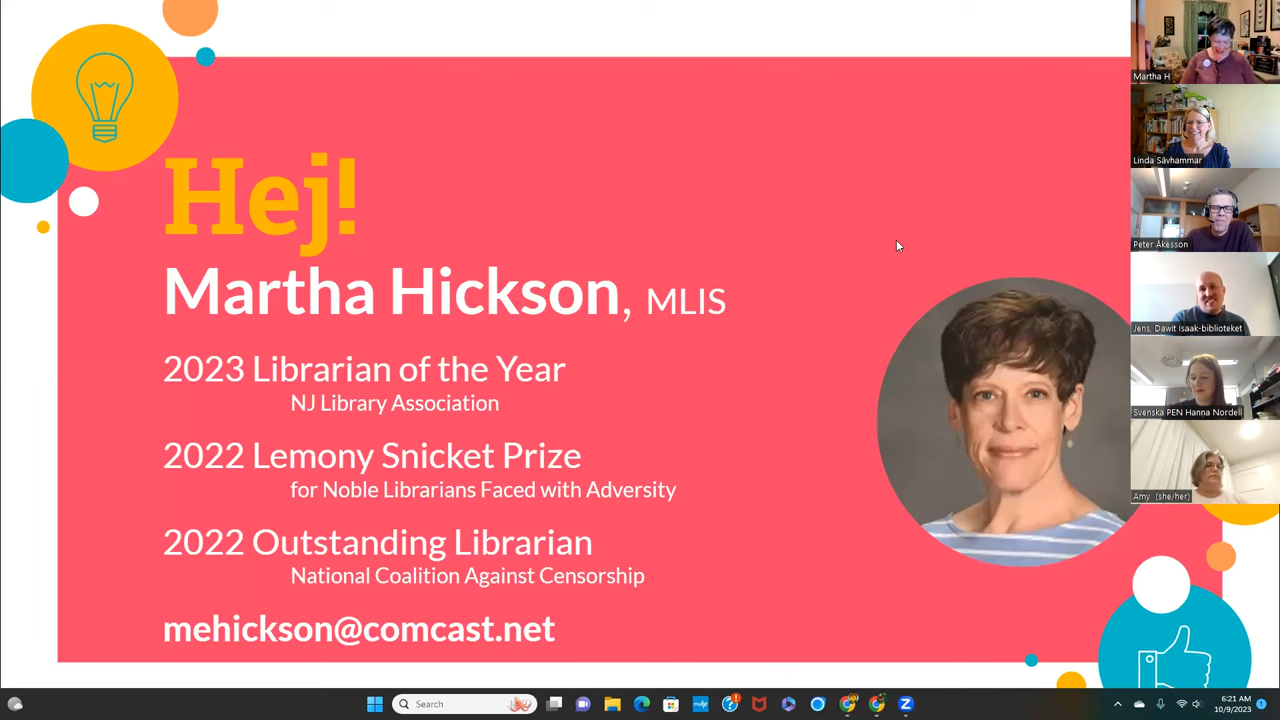 Hej!
Martha Hickson, MLIS
2023 Librarian of the Year
NJ Library Association
2022 Lemony Snicket Prize
for Noble Librarians Faced with Adversity
2022 Outstanding Librarian
National Coalition Against Censorship
mehickson@comcast.net
Martha H
Linda Sävhammar
Peter Åkesson
Jens, Dawit Isaak-biblioteket
Svenska PEN Hanna Nordell
Amy (she/her)
Search
6:21 AM
10/9/2023